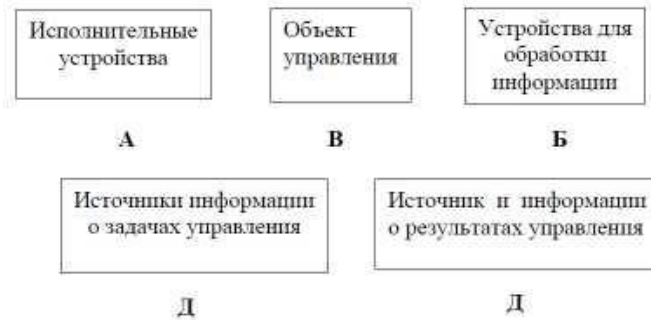 Исполнительные
устройства
Объект
управления
Устройства для
обработки
информации
А
В
Б
Источники информации
о задачах управления
Источник и информации
о результатах управления
Д
Д